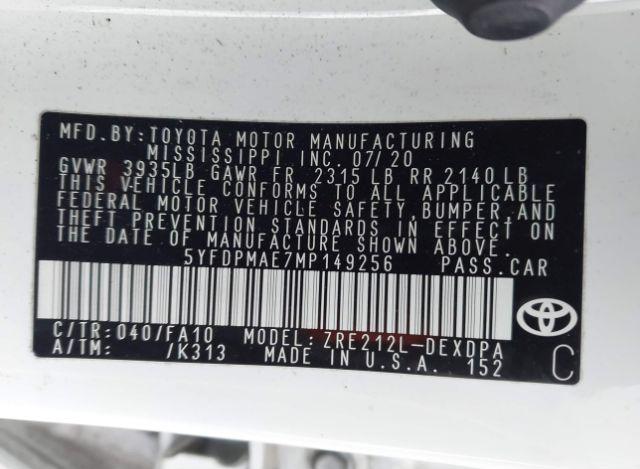 MFD.BY:TOYOTA MOTOR MANUFACTURING
MISSISSIPPI INC. 07/20
GVWR 3935LB GAWR FR 2315 LB RR 2140 LB
THIS VEHICLE CONFORMS TO ALL APPLICABLE
FEDERAL MOTOR VEHICLE SAFETY, BUMPER, AND
THEFT PREVENTION STANDARDS IN EFFECT ON
THE DATE OF MANUFACTURE SHOWN ABOVE.
5YFDPMAE7MP149256 PASS.CAR
C/TR: 040/FA10 MODEL: ZRE212L-DEXDPA
A/TM: /K313 MADE IN U.S.A. 152
C